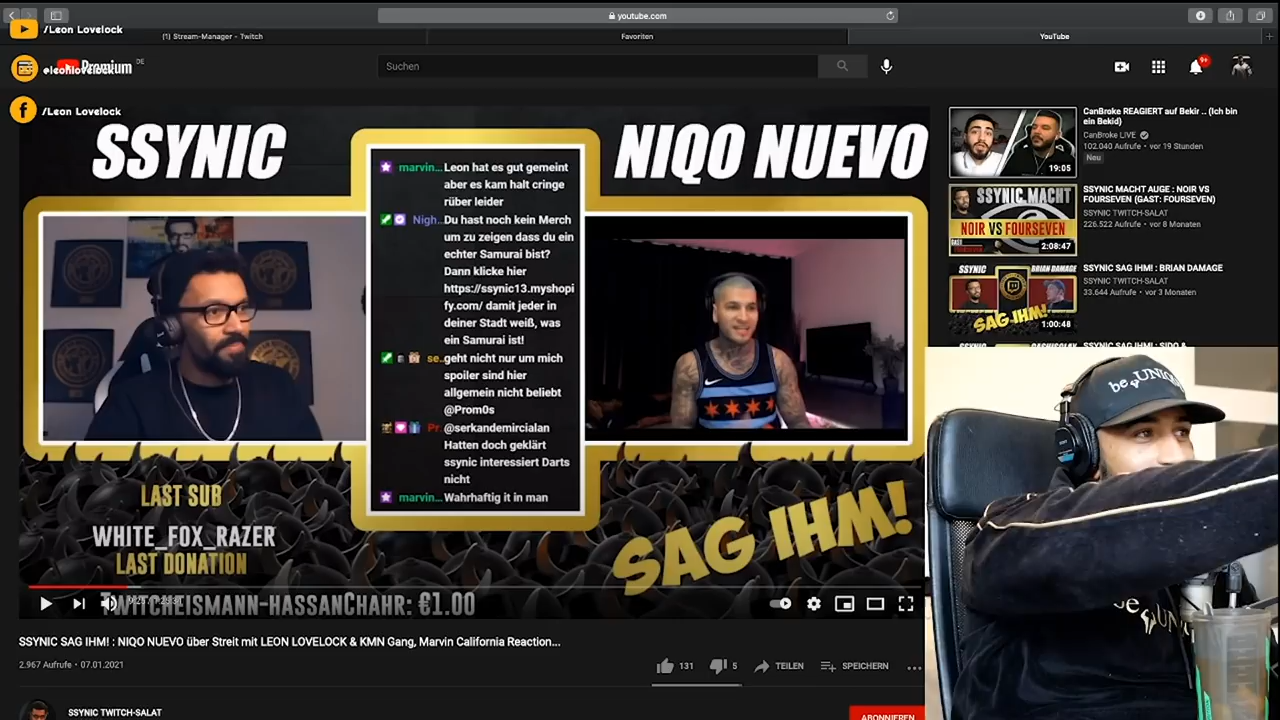 youtube.com
/Leon Lovelock
(1) Stream-Manager - Twitch
Favoriten
YouTube
Premium
DE
Suchen
9+
/Leon Lovelock
SSYNIC
NIQO NUEVO
marvin... Leon hat es gut gemeint
aber es kam halt cringe
rüber leider
Nigh... Du hast noch kein Merch
um zu zeigen dass du ein
echter Samurai bist?
Dann klicke hier
https://ssynic13.myshop
ify.com/ damit jeder in
deiner Stadt weiß, was
ein Samurai ist!
se... geht nicht nur um mich
spoiler sind hier
allgemein nicht beliebt
@Prom0s
Pr. @serkandemircialan
Hatten doch geklärt
ssynic interessiert Darts
nicht
marvin... Wahrhaftig it in man
LAST SUB
WHITE_FOX_RAZER
LAST DONATION
SAG IHM!
SSYNIC SAG IHM! : NIQO NUEVO über Streit mit LEON LOVELOCK & KMN Gang, Marvin California Reaction...
2.967 Aufrufe • 07.01.2021
131
5
TEILEN
SPEICHERN
SSYNIC TWITCH-SALAT
ABONNIEREN
CanBroke REAGIERT auf Bekir .. (Ich bin
ein Bekid)
CanBroke LIVE
102.040 Aufrufe • vor 19 Stunden
Neu
19:05
SSYNIC MACHT AUGE : NOIR VS
FOURSEVEN (GAST: FOURSEVEN)
SSYNIC TWITCH-SALAT
226.522 Aufrufe • vor 8 Monaten
SSYNIC MACHT
NOIR VS FOURSEVEN
2:08:47
SSYNIC SAG IHM! : BRIAN DAMAGE
SSYNIC TWITCH-SALAT
33.644 Aufrufe • vor 3 Monaten
SSYNIC
BRIAN DAMAGE
SAG IHM!
1:00:48
be UNIQUE